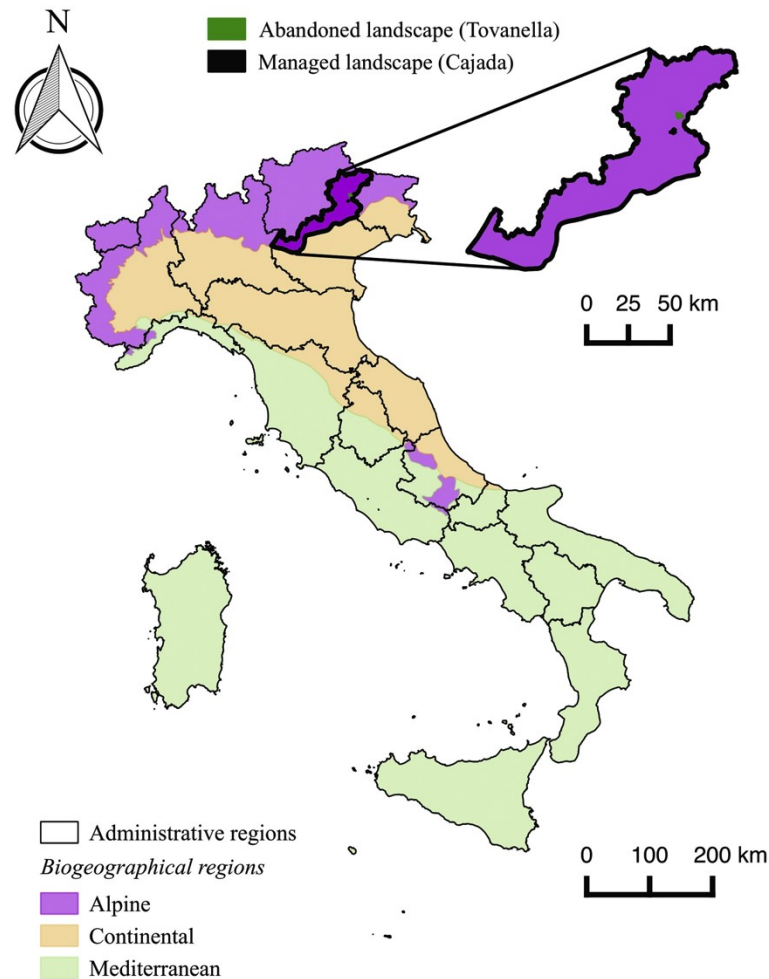 N
Abandoned landscape (Tovanella)
Managed landscape (Cajada)
0 25 50 km
Administrative regions
Biogeographical regions
Alpine
Continental
Mediterranean
0 100 200 km